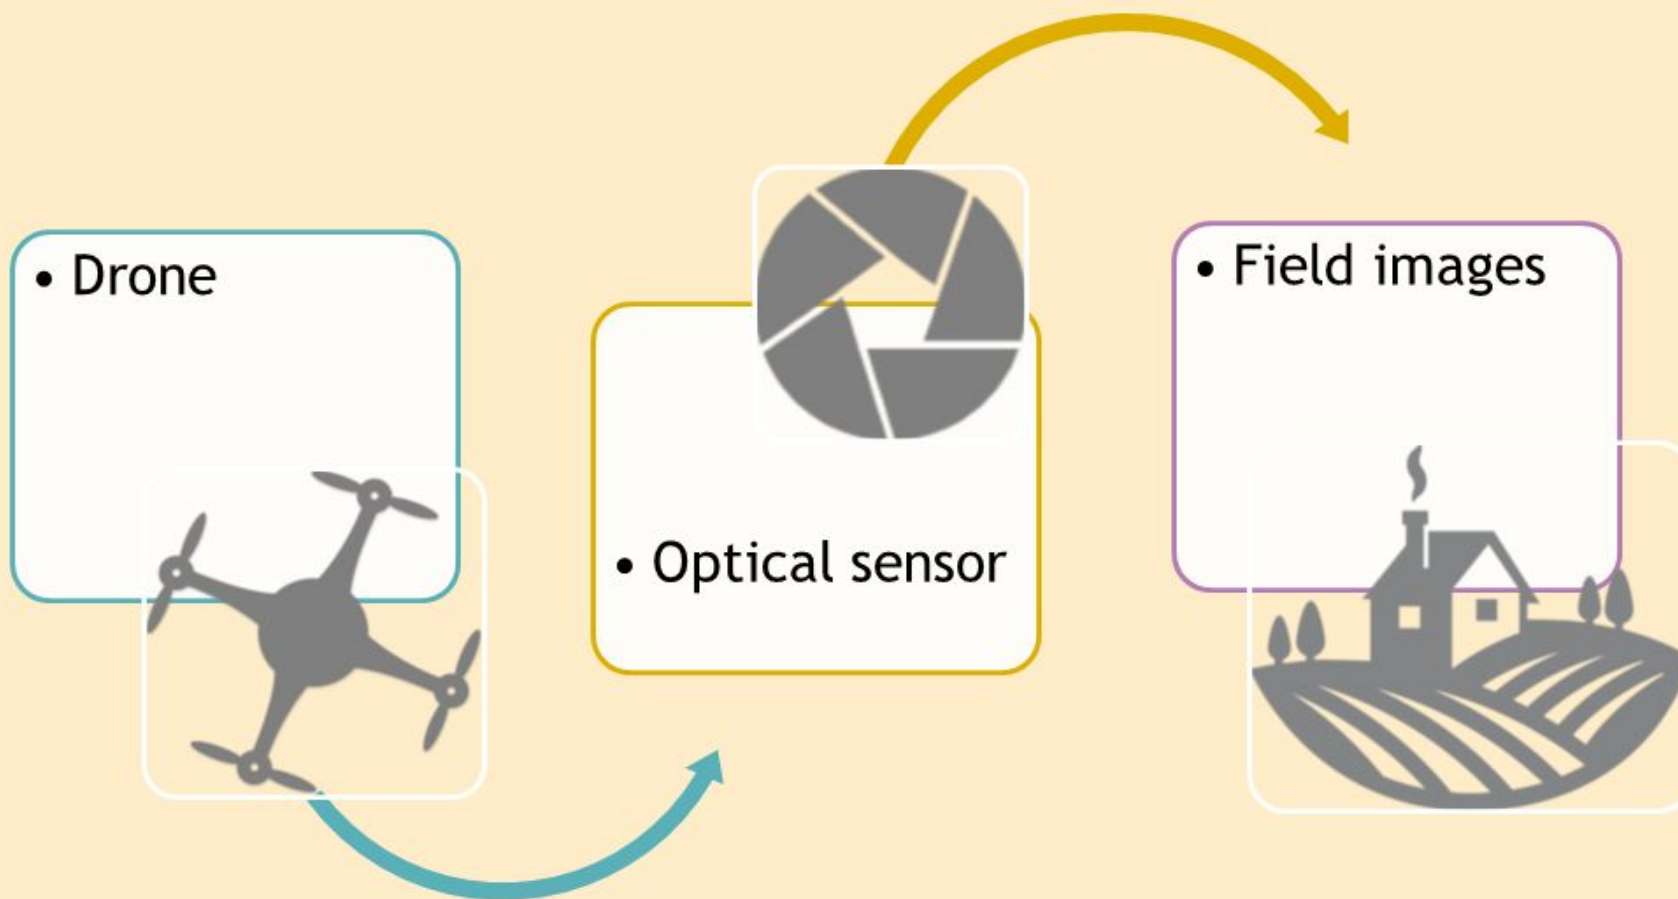 • Drone
• Optical sensor
• Field images